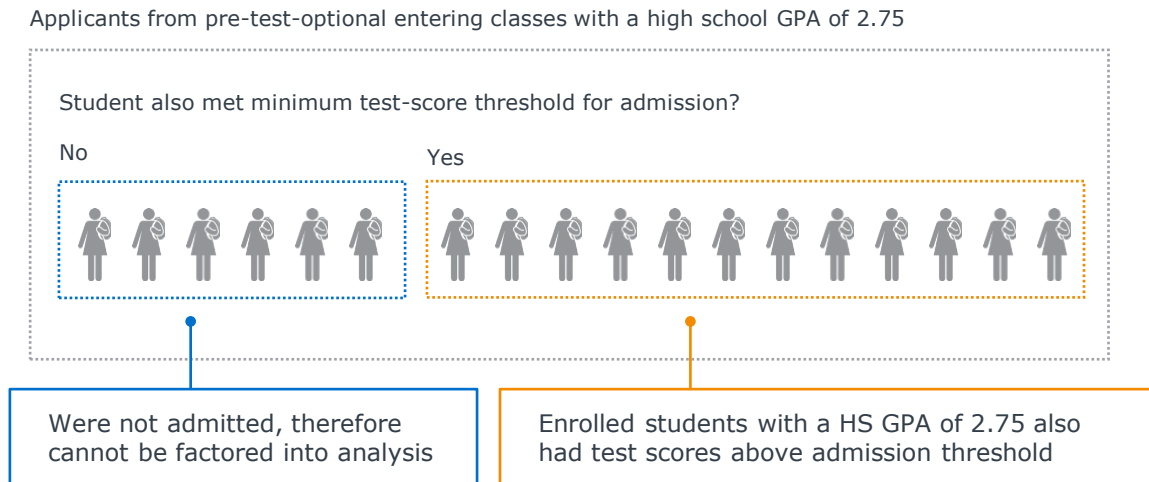 Applicants from pre-test-optional entering classes with a high school GPA of 2.75
Student also met minimum test-score threshold for admission?
No
Yes
Were not admitted, therefore
cannot be factored into analysis
Enrolled students with a HS GPA of 2.75 also
had test scores above admission threshold